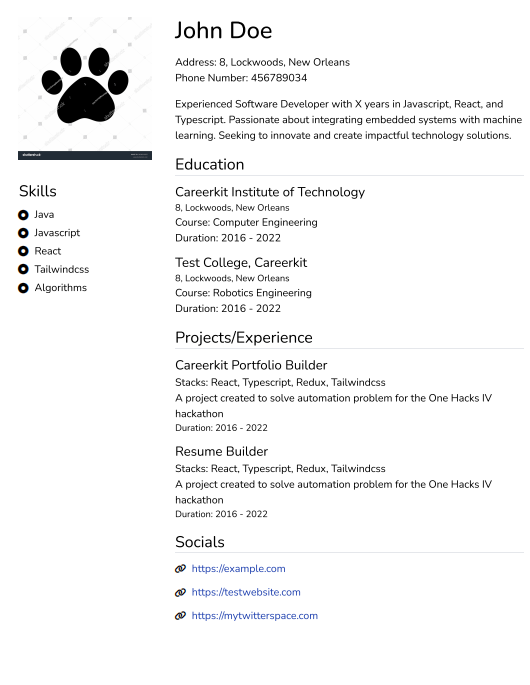 John Doe
Address: 8, Lockwoods, New Orleans
Phone Number: 456789034
Experienced Software Developer with X years in Javascript, React, and
Typescript. Passionate about integrating embedded systems with machine
learning. Seeking to innovate and create impactful technology solutions.
Skills
Java
Javascript
React
Tailwindcss
Algorithms
Education
Careerkit Institute of Technology
8, Lockwoods, New Orleans
Course: Computer Engineering
Duration: 2016 - 2022
Test College, Careerkit
8, Lockwoods, New Orleans
Course: Robotics Engineering
Duration: 2016 - 2022
Projects/Experience
Careerkit Portfolio Builder
Stacks: React, Typescript, Redux, Tailwindcss
A project created to solve automation problem for the One Hacks IV
hackathon
Duration: 2016 - 2022
Resume Builder
Stacks: React, Typescript, Redux, Tailwindcss
A project created to solve automation problem for the One Hacks IV
hackathon
Duration: 2016 - 2022
Socials
https://example.com
https://testwebsite.com
https://mytwitterspace.com